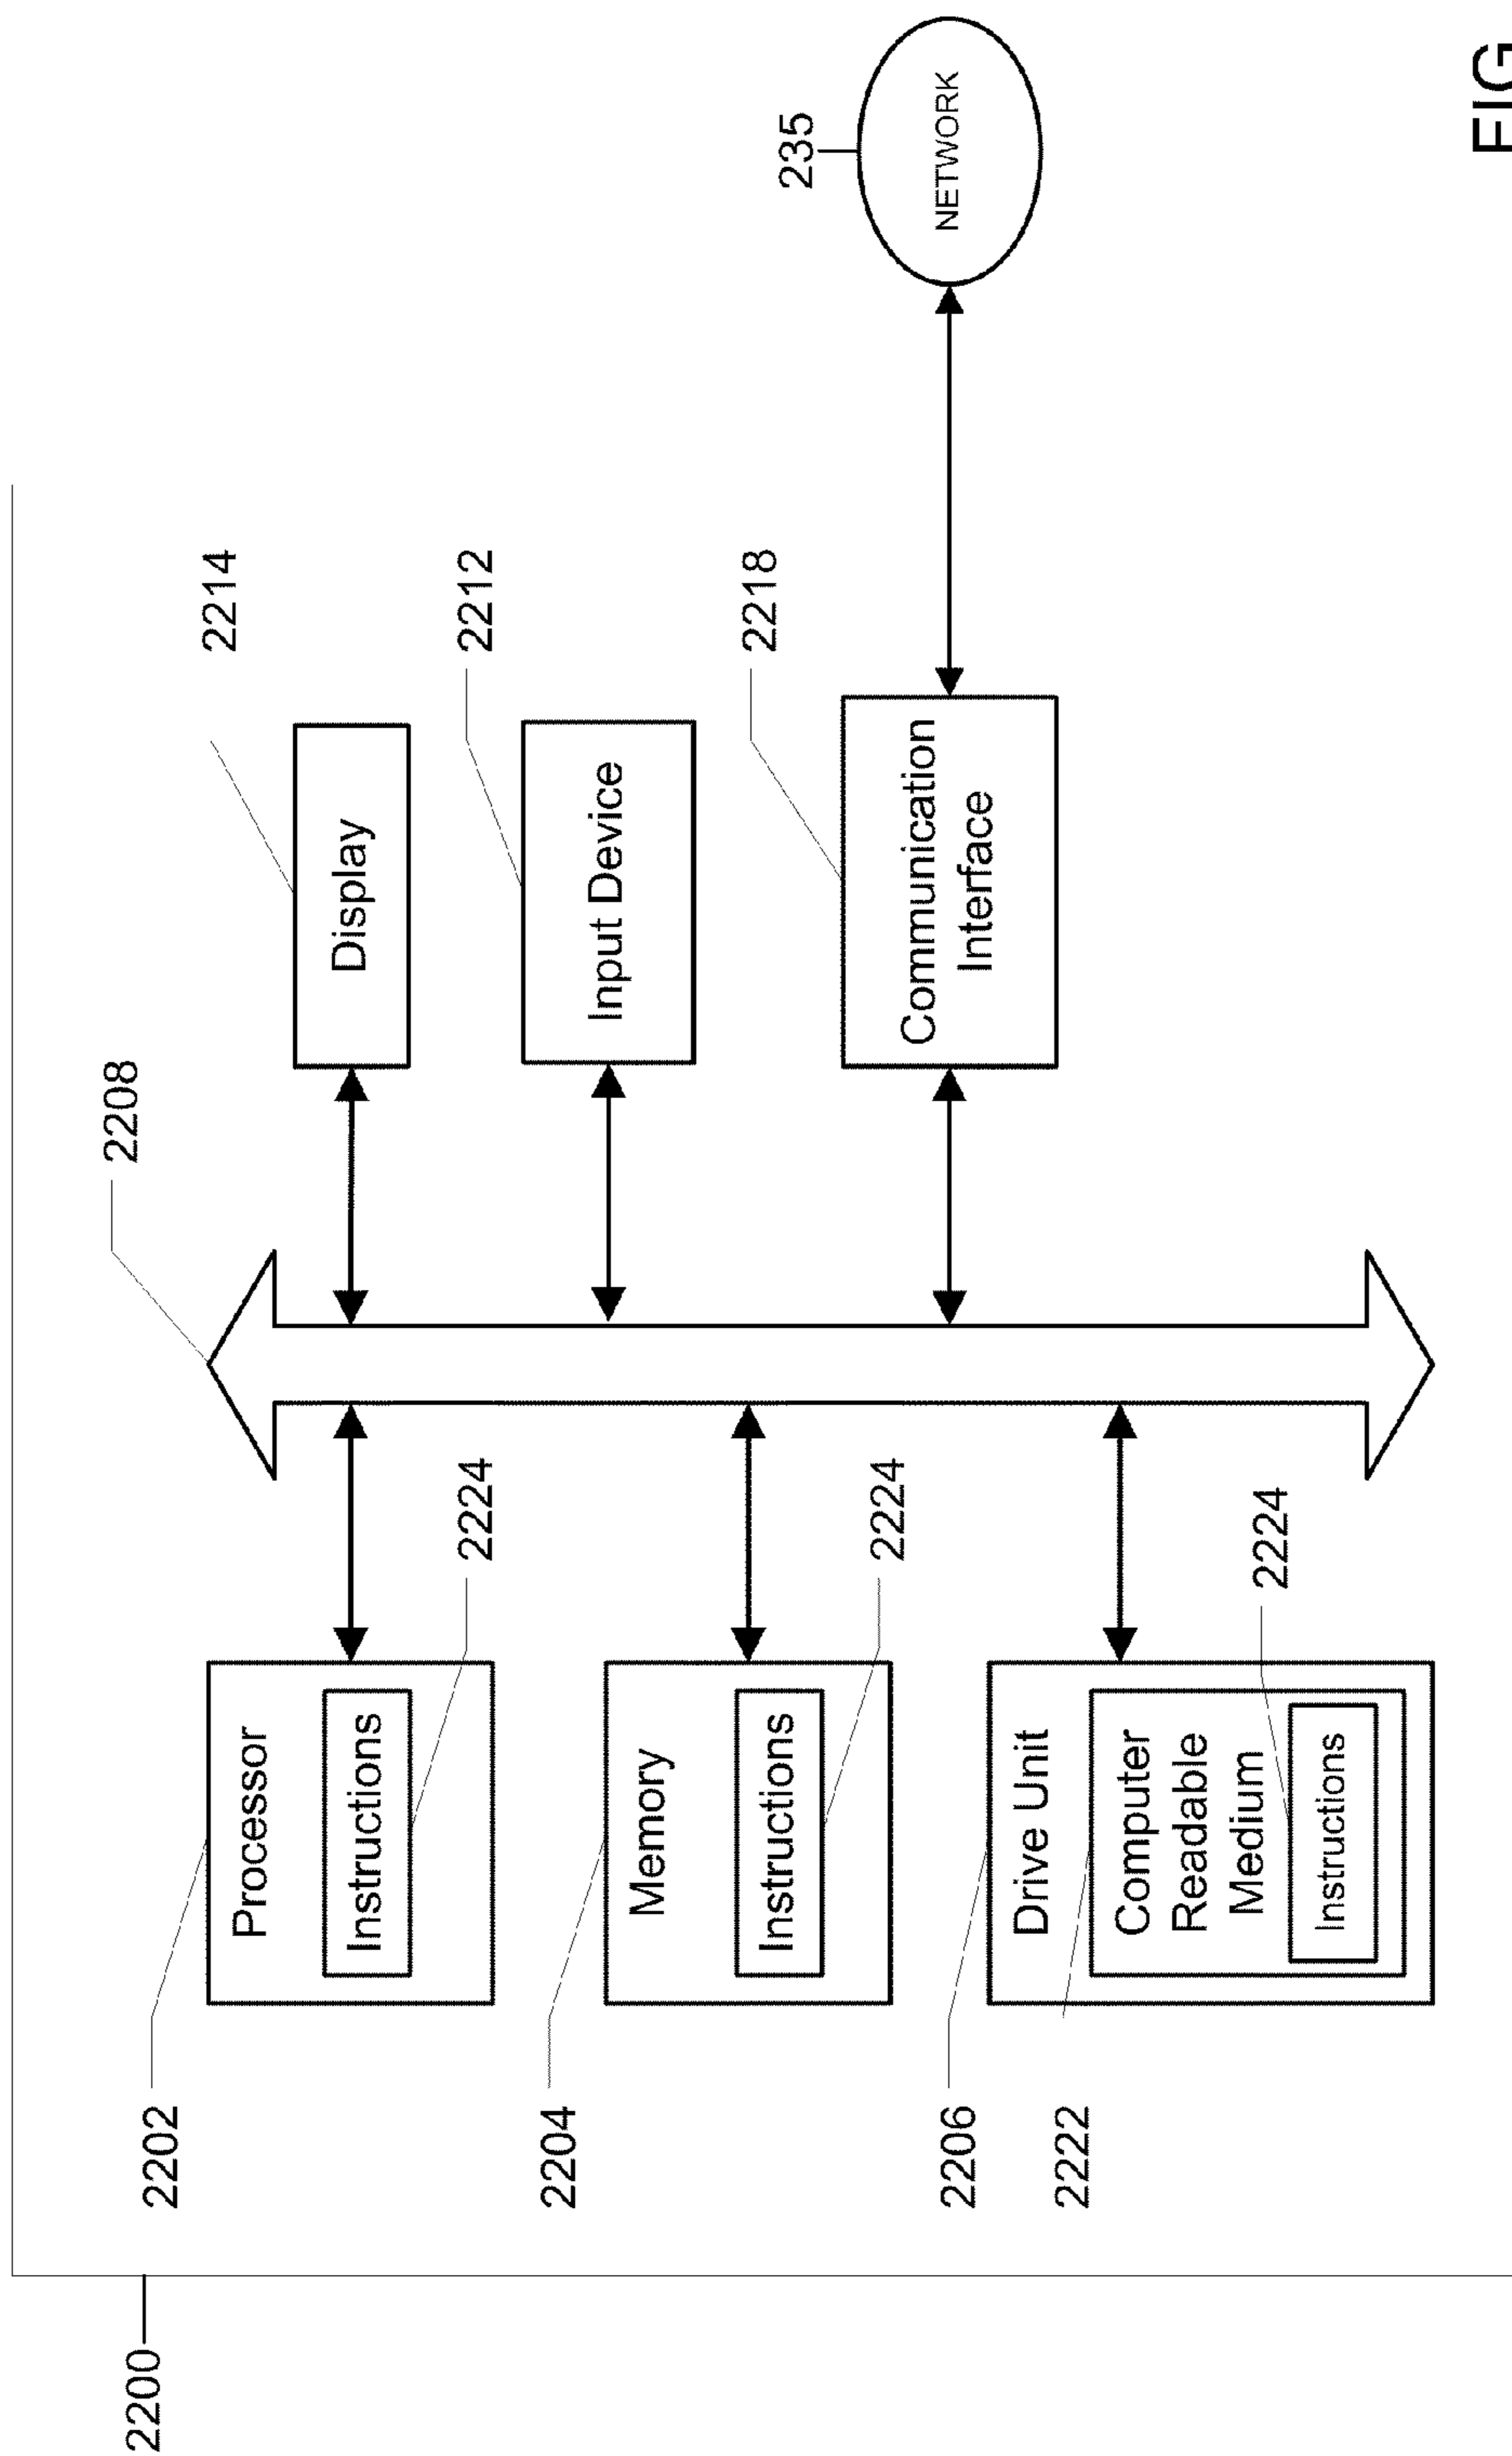 2200
2202
Processor
Instructions
2224
2204
Memory
Instructions
2224
2206
2222
Drive Unit
Computer
Readable
Medium
Instructions
2224
2208
Display
2214
Input Device
2212
Communication
Interface
2218
235
NETWORK